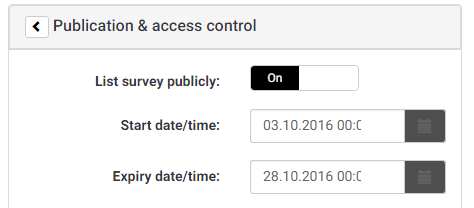 Publication & access control
List survey publicly: On
Start date/time: 03.10.2016 00:0
Expiry date/time: 28.10.2016 00:0